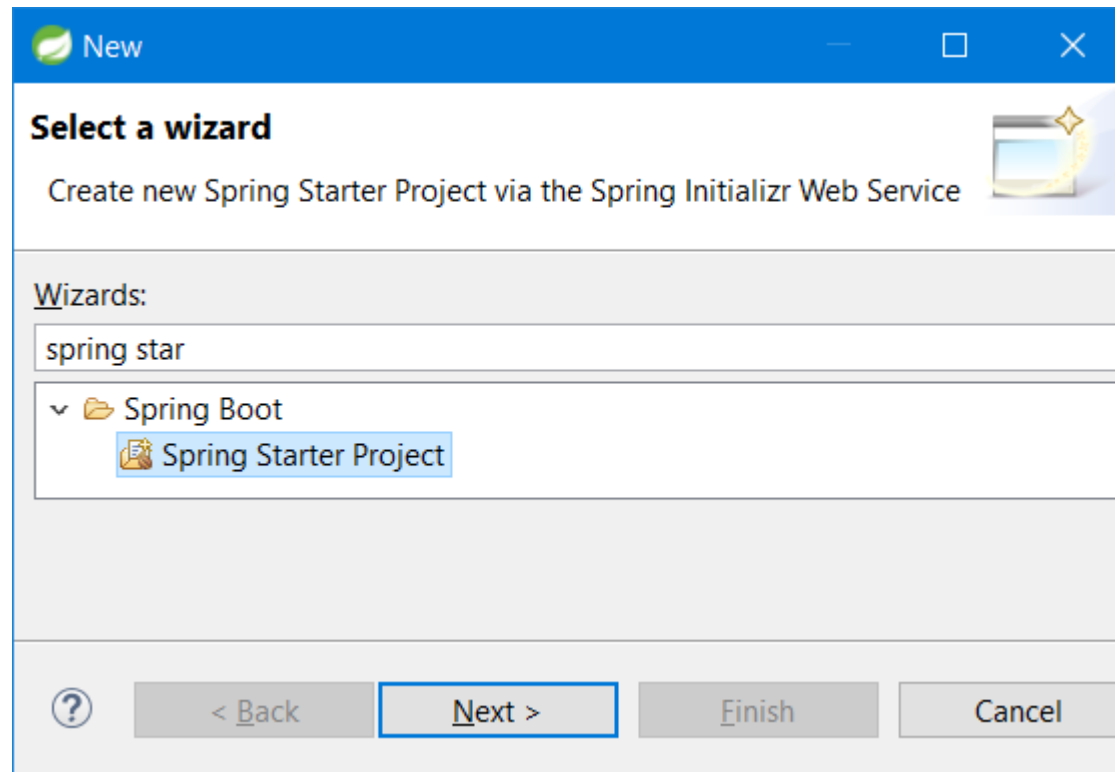 New
Select a wizard
Create new Spring Starter Project via the Spring Initializr Web Service
Wizards:
spring star
Spring Boot
Spring Starter Project
? < Back Next > Finish Cancel